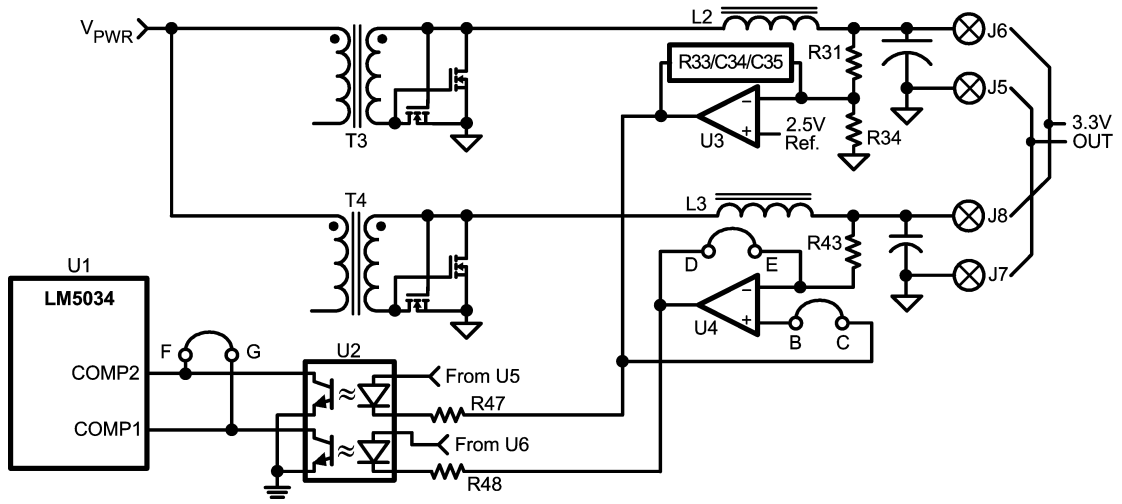 V PWR
T3
L2
R33/C34/C35
R31
J6
J5
U3
2.5V
Ref.
R34
3.3V
OUT
T4
L3
R43
J8
J7
D
E
U4
B
C
U1
LM5034
F
G
U2
COMP2
COMP1
From U5
R47
From U6
R48
−
+
−
+
≈
≈